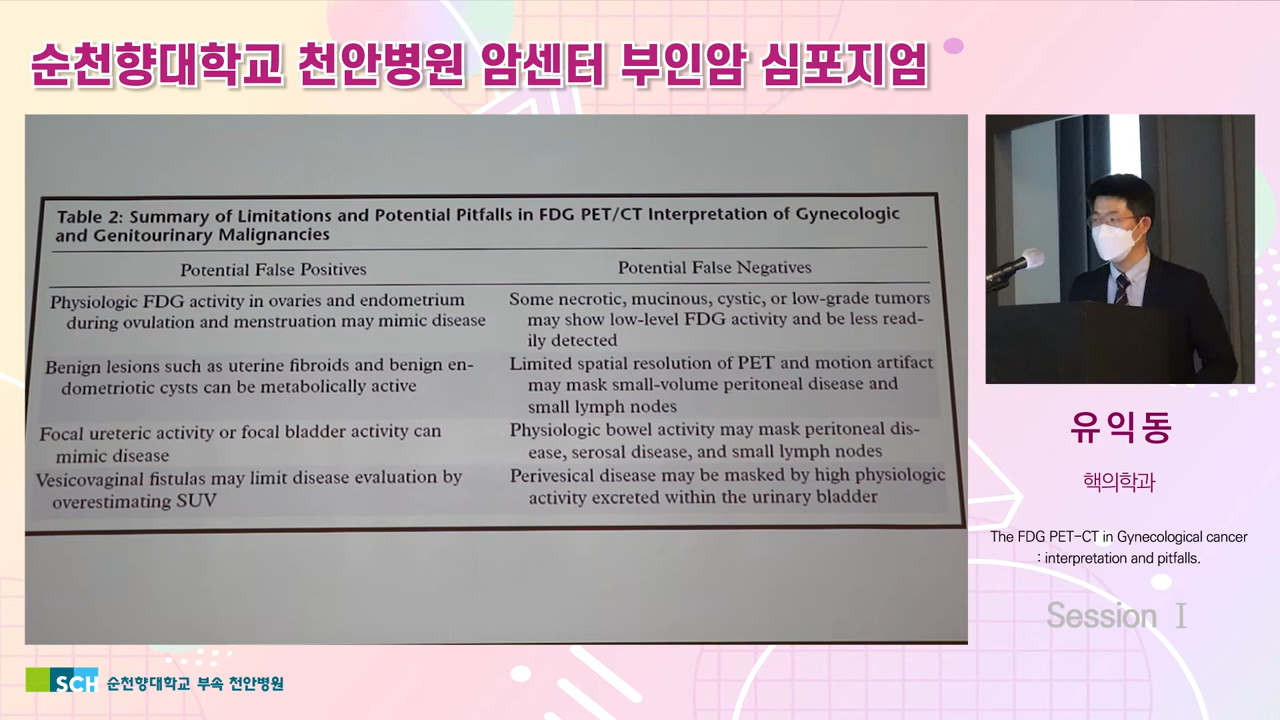 순천향대학교 천안병원 암센터 부인암 심포지엄
Table 2: Summary of Limitations and Potential Pitfalls in FDG PET/CT Interpretation of Gynecologic
and Genitourinary Malignancies
Potential False Positives
Potential False Negatives
Physiologic FDG activity in ovaries and endometrium
during ovulation and menstruation may mimic disease
Some necrotic, mucinous, cystic, or low-grade tumors
may show low-level FDG activity and be less read-
ily detected
Benign lesions such as uterine fibroids and benign en-
dometriotic cysts can be metabolically active
Limited spatial resolution of PET and motion artifact
may mask small-volume peritoneal disease and
small lymph nodes
Focal ureteric activity or focal bladder activity can
mimic disease
Physiologic bowel activity may mask peritoneal dis-
ease, serosal disease, and small lymph nodes
Vesicovaginal fistulas may limit disease evaluation by
overestimating SUV
Perivesical disease may be masked by high physiologic
activity excreted within the urinary bladder
유익동
핵의학과
The FDG PET-CT in Gynecological cancer
: interpretation and pitfalls.
Session Ⅰ
SCH 순천향대학교 부속 천안병원